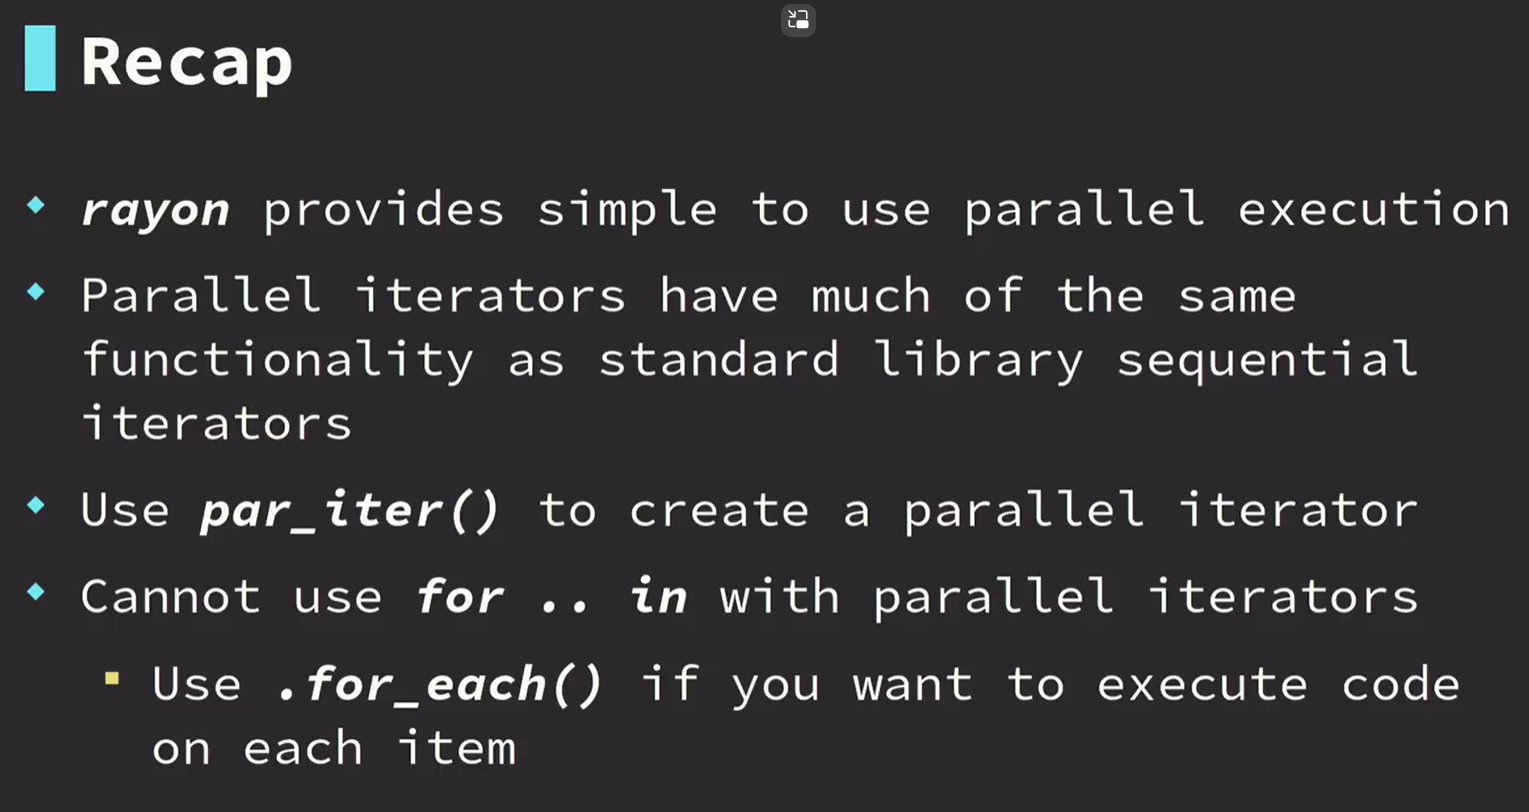 Recap
rayon provides simple to use parallel execution
Parallel iterators have much of the same
functionality as standard library sequential
iterators
Use par_iter() to create a parallel iterator
Cannot use for .. in with parallel iterators
Use .for_each() if you want to execute code
on each item